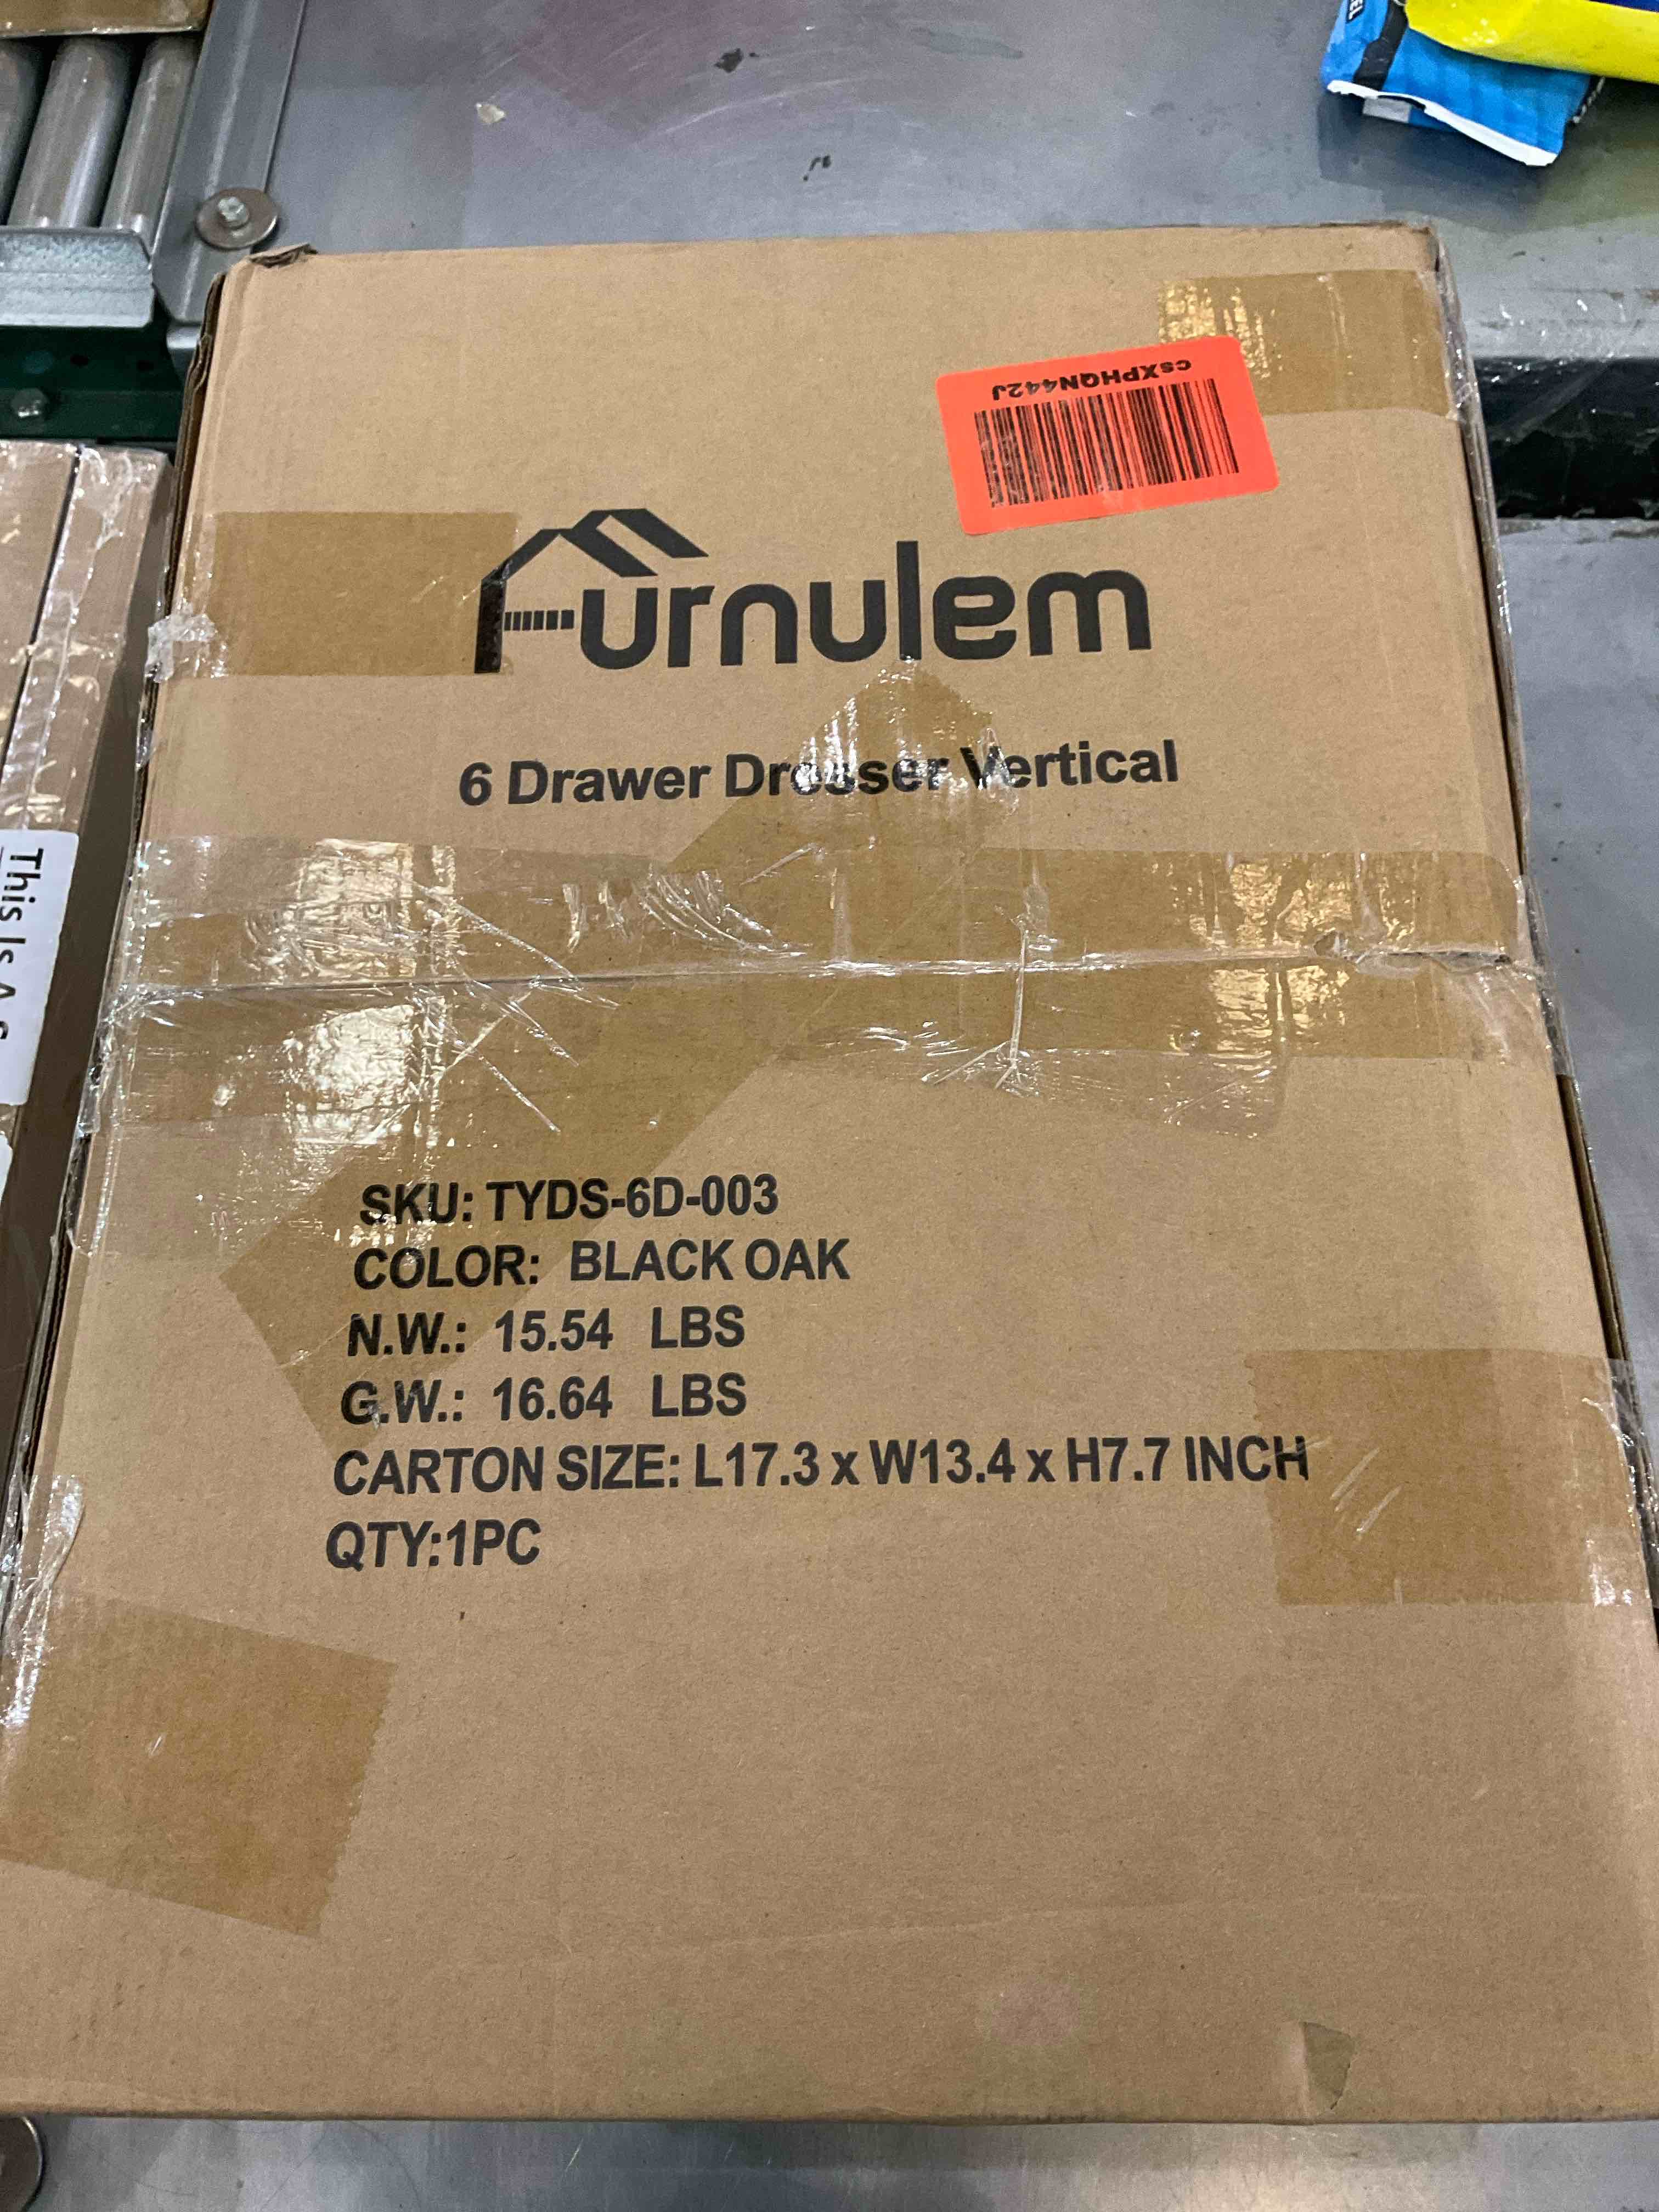 csXPHQN442J
Furnulem
6 Drawer Dresser Vertical
This Is A
SKU: TYDS-6D-003
COLOR: BLACK OAK
N.W.: 15.54 LBS
G.W.: 16.64 LBS
CARTON SIZE: L17.3 x W13.4 x H7.7 INCH
QTY:1PC